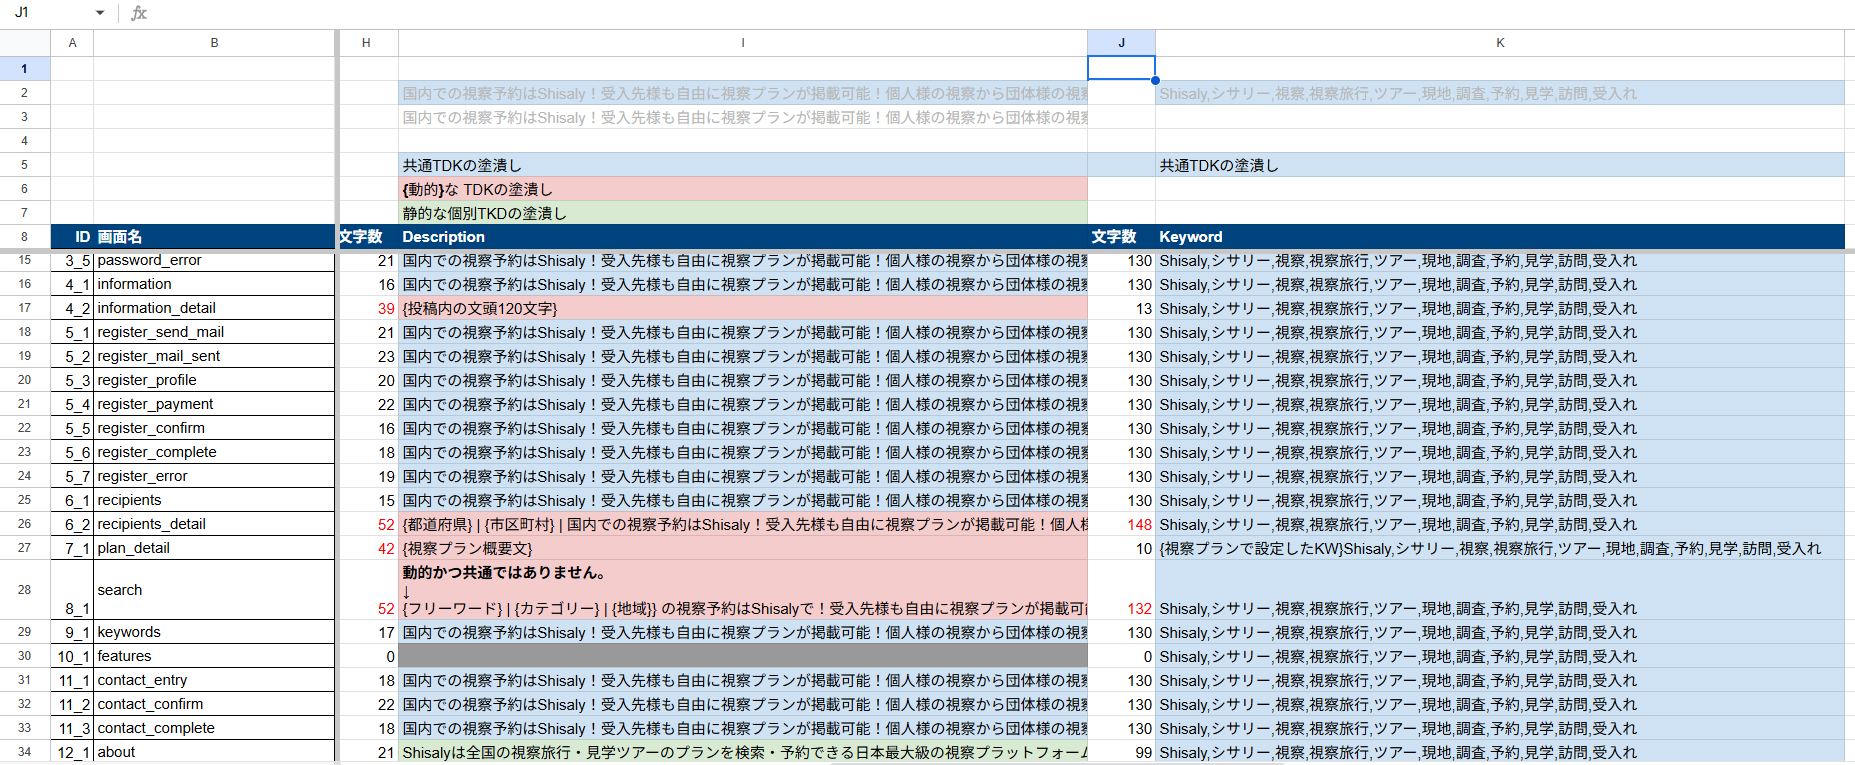 J1
fx
A B H I J K
1
2 国内での視察予約はShisaly！受入先様も自由に視察プランが掲載可能！個人様の視察から団体様の視察 Shisaly,シサリー,視察,視察旅行,ツアー,現地,調査,予約,見学,訪問,受入れ
3 国内での視察予約はShisaly！受入先様も自由に視察プランが掲載可能！個人様の視察から団体様の視察
4
5 共通TDKの塗潰し 共通TDKの塗潰し
6 {動的}な TDKの塗潰し
7 静的な個別TKDの塗潰し
8 ID 画面名 文字数 Description 文字数 Keyword
15 3_5 password_error 21 国内での視察予約はShisaly！受入先様も自由に視察プランが掲載可能！個人様の視察から団体様の視察 130 Shisaly,シサリー,視察,視察旅行,ツアー,現地,調査,予約,見学,訪問,受入れ
16 4_1 information 16 国内での視察予約はShisaly！受入先様も自由に視察プランが掲載可能！個人様の視察から団体様の視察 130 Shisaly,シサリー,視察,視察旅行,ツアー,現地,調査,予約,見学,訪問,受入れ
17 4_2 information_detail 39 {投稿内の文頭120文字} 13 Shisaly,シサリー,視察,視察旅行,ツアー,現地,調査,予約,見学,訪問,受入れ
18 5_1 register_send_mail 21 国内での視察予約はShisaly！受入先様も自由に視察プランが掲載可能！個人様の視察から団体様の視察 130 Shisaly,シサリー,視察,視察旅行,ツアー,現地,調査,予約,見学,訪問,受入れ
19 5_2 register_mail_sent 23 国内での視察予約はShisaly！受入先様も自由に視察プランが掲載可能！個人様の視察から団体様の視察 130 Shisaly,シサリー,視察,視察旅行,ツアー,現地,調査,予約,見学,訪問,受入れ
20 5_3 register_profile 20 国内での視察予約はShisaly！受入先様も自由に視察プランが掲載可能！個人様の視察から団体様の視察 130 Shisaly,シサリー,視察,視察旅行,ツアー,現地,調査,予約,見学,訪問,受入れ
21 5_4 register_payment 22 国内での視察予約はShisaly！受入先様も自由に視察プランが掲載可能！個人様の視察から団体様の視察 130 Shisaly,シサリー,視察,視察旅行,ツアー,現地,調査,予約,見学,訪問,受入れ
22 5_5 register_confirm 16 国内での視察予約はShisaly！受入先様も自由に視察プランが掲載可能！個人様の視察から団体様の視察 130 Shisaly,シサリー,視察,視察旅行,ツアー,現地,調査,予約,見学,訪問,受入れ
23 5_6 register_complete 18 国内での視察予約はShisaly！受入先様も自由に視察プランが掲載可能！個人様の視察から団体様の視察 130 Shisaly,シサリー,視察,視察旅行,ツアー,現地,調査,予約,見学,訪問,受入れ
24 5_7 register_error 19 国内での視察予約はShisaly！受入先様も自由に視察プランが掲載可能！個人様の視察から団体様の視察 130 Shisaly,シサリー,視察,視察旅行,ツアー,現地,調査,予約,見学,訪問,受入れ
25 6_1 recipients 15 国内での視察予約はShisaly！受入先様も自由に視察プランが掲載可能！個人様の視察から団体様の視察 130 Shisaly,シサリー,視察,視察旅行,ツアー,現地,調査,予約,見学,訪問,受入れ
26 6_2 recipients_detail 52 {都道府県} | {市区町村} | 国内での視察予約はShisaly！受入先様も自由に視察プランが掲載可能！個人様 148 Shisaly,シサリー,視察,視察旅行,ツアー,現地,調査,予約,見学,訪問,受入れ
27 7_1 plan_detail 42 {視察プラン概要文} 10 {視察プランで設定したKW}Shisaly,シサリー,視察,視察旅行,ツアー,現地,調査,予約,見学,訪問,受入れ
動的かつ共通ではありません。
28 search ↓
8_1 52 {フリーワード} | {カテゴリー} | {地域}} の視察予約はShisalyで！受入先様も自由に視察プランが掲載可能 132 Shisaly,シサリー,視察,視察旅行,ツアー,現地,調査,予約,見学,訪問,受入れ
29 9_1 keywords 17 国内での視察予約はShisaly！受入先様も自由に視察プランが掲載可能！個人様の視察から団体様の視察 130 Shisaly,シサリー,視察,視察旅行,ツアー,現地,調査,予約,見学,訪問,受入れ
30 10_1 features 0 0 Shisaly,シサリー,視察,視察旅行,ツアー,現地,調査,予約,見学,訪問,受入れ
31 11_1 contact_entry 18 国内での視察予約はShisaly！受入先様も自由に視察プランが掲載可能！個人様の視察から団体様の視察 130 Shisaly,シサリー,視察,視察旅行,ツアー,現地,調査,予約,見学,訪問,受入れ
32 11_2 contact_confirm 22 国内での視察予約はShisaly！受入先様も自由に視察プランが掲載可能！個人様の視察から団体様の視察 130 Shisaly,シサリー,視察,視察旅行,ツアー,現地,調査,予約,見学,訪問,受入れ
33 11_3 contact_complete 18 国内での視察予約はShisaly！受入先様も自由に視察プランが掲載可能！個人様の視察から団体様の視察 130 Shisaly,シサリー,視察,視察旅行,ツアー,現地,調査,予約,見学,訪問,受入れ
34 12_1 about 21 Shisalyは全国の視察旅行・見学ツアーのプランを検索・予約できる日本最大級の視察プラットフォーム 99 Shisaly,シサリー,視察,視察旅行,ツアー,現地,調査,予約,見学,訪問,受入れ